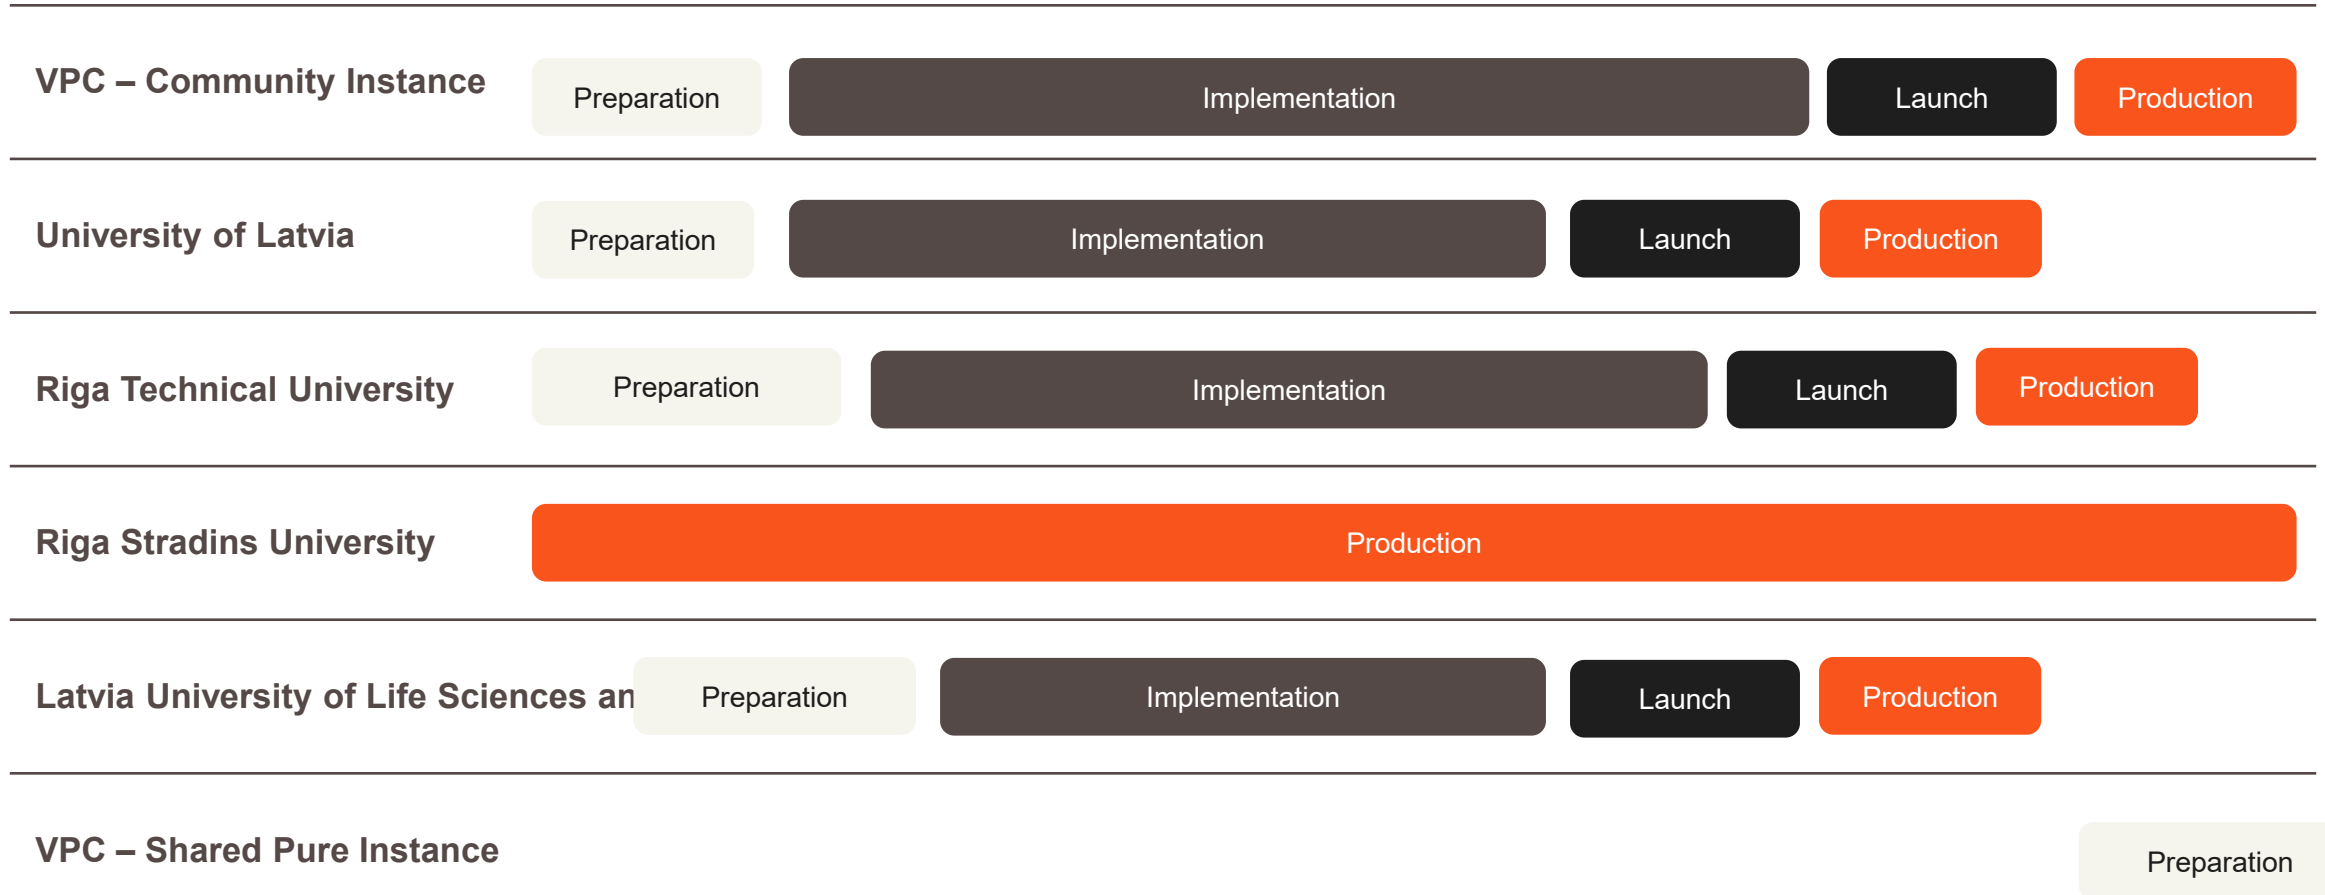 VPC – Community Instance
Preparation
Implementation
Launch
Production
University of Latvia
Preparation
Implementation
Launch
Production
Riga Technical University
Preparation
Implementation
Launch
Production
Riga Stradins University
Production
Latvia University of Life Sciences an
Preparation
Implementation
Launch
Production
VPC – Shared Pure Instance
Preparation